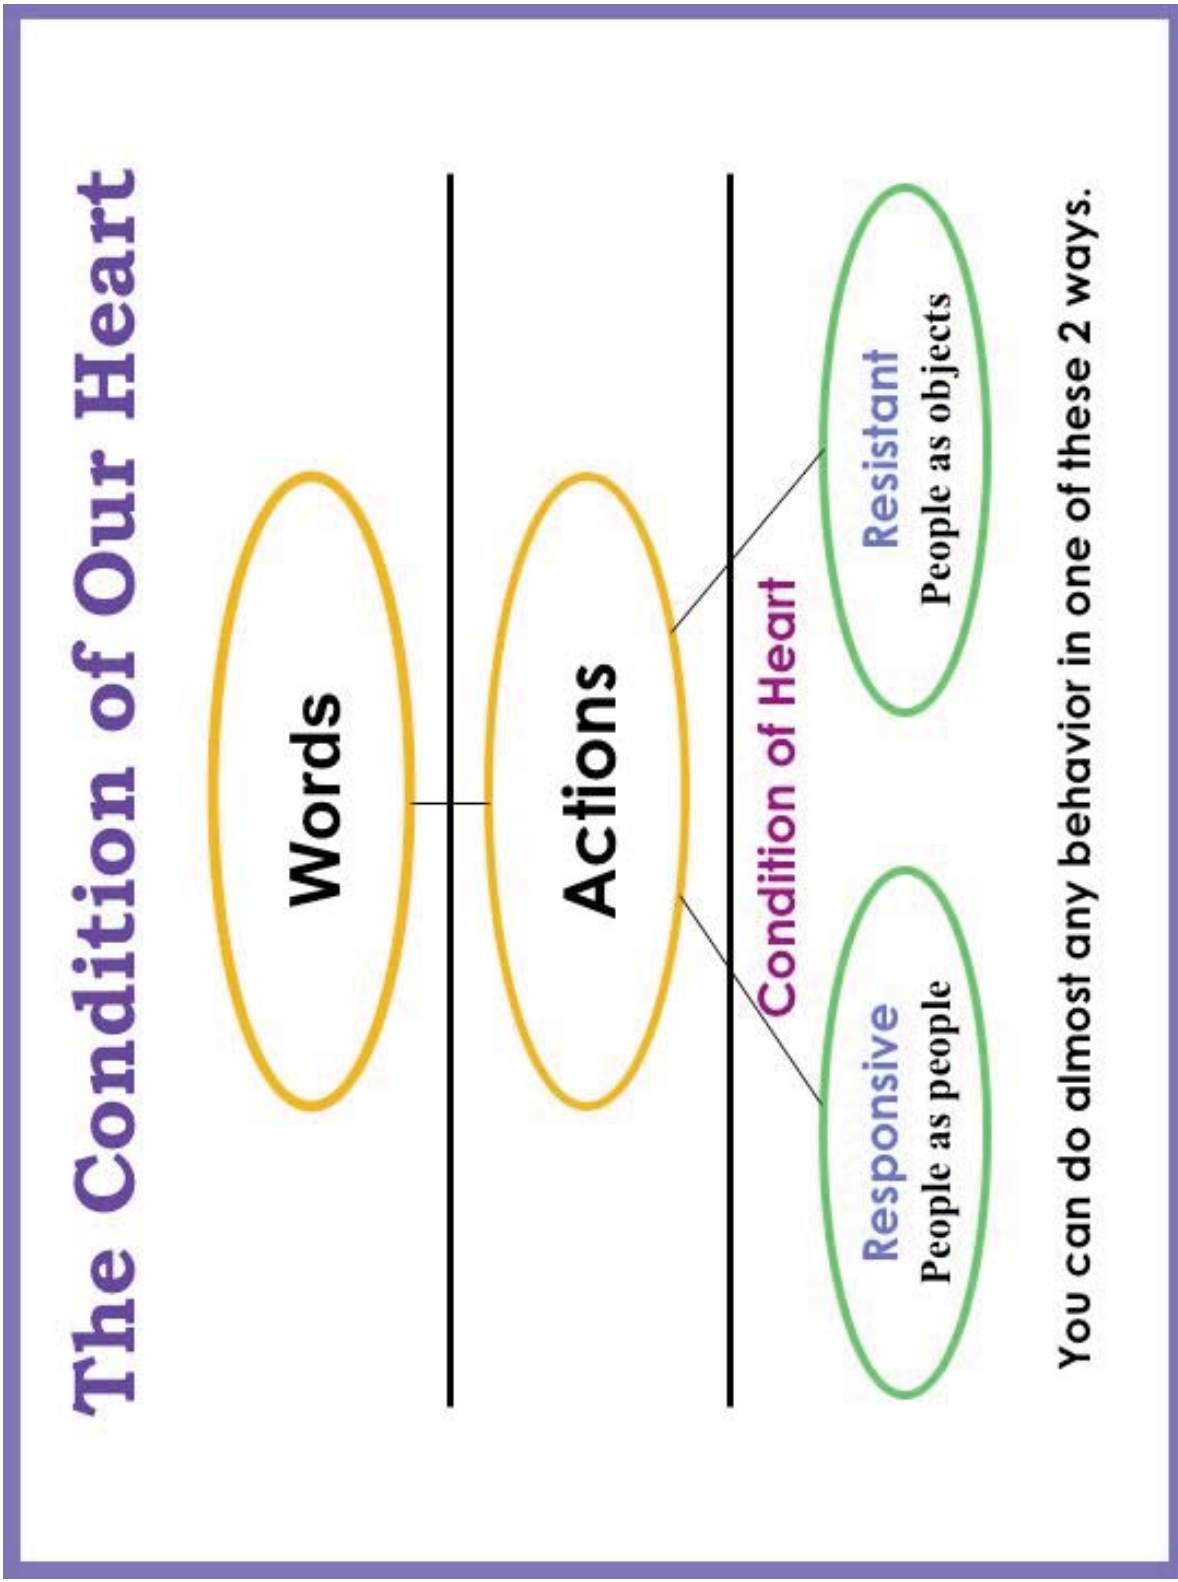 The Condition of Our Heart
Words
Actions
Condition of Heart
Responsive
People as people
Resistant
People as objects
You can do almost any behavior in one of these 2 ways.